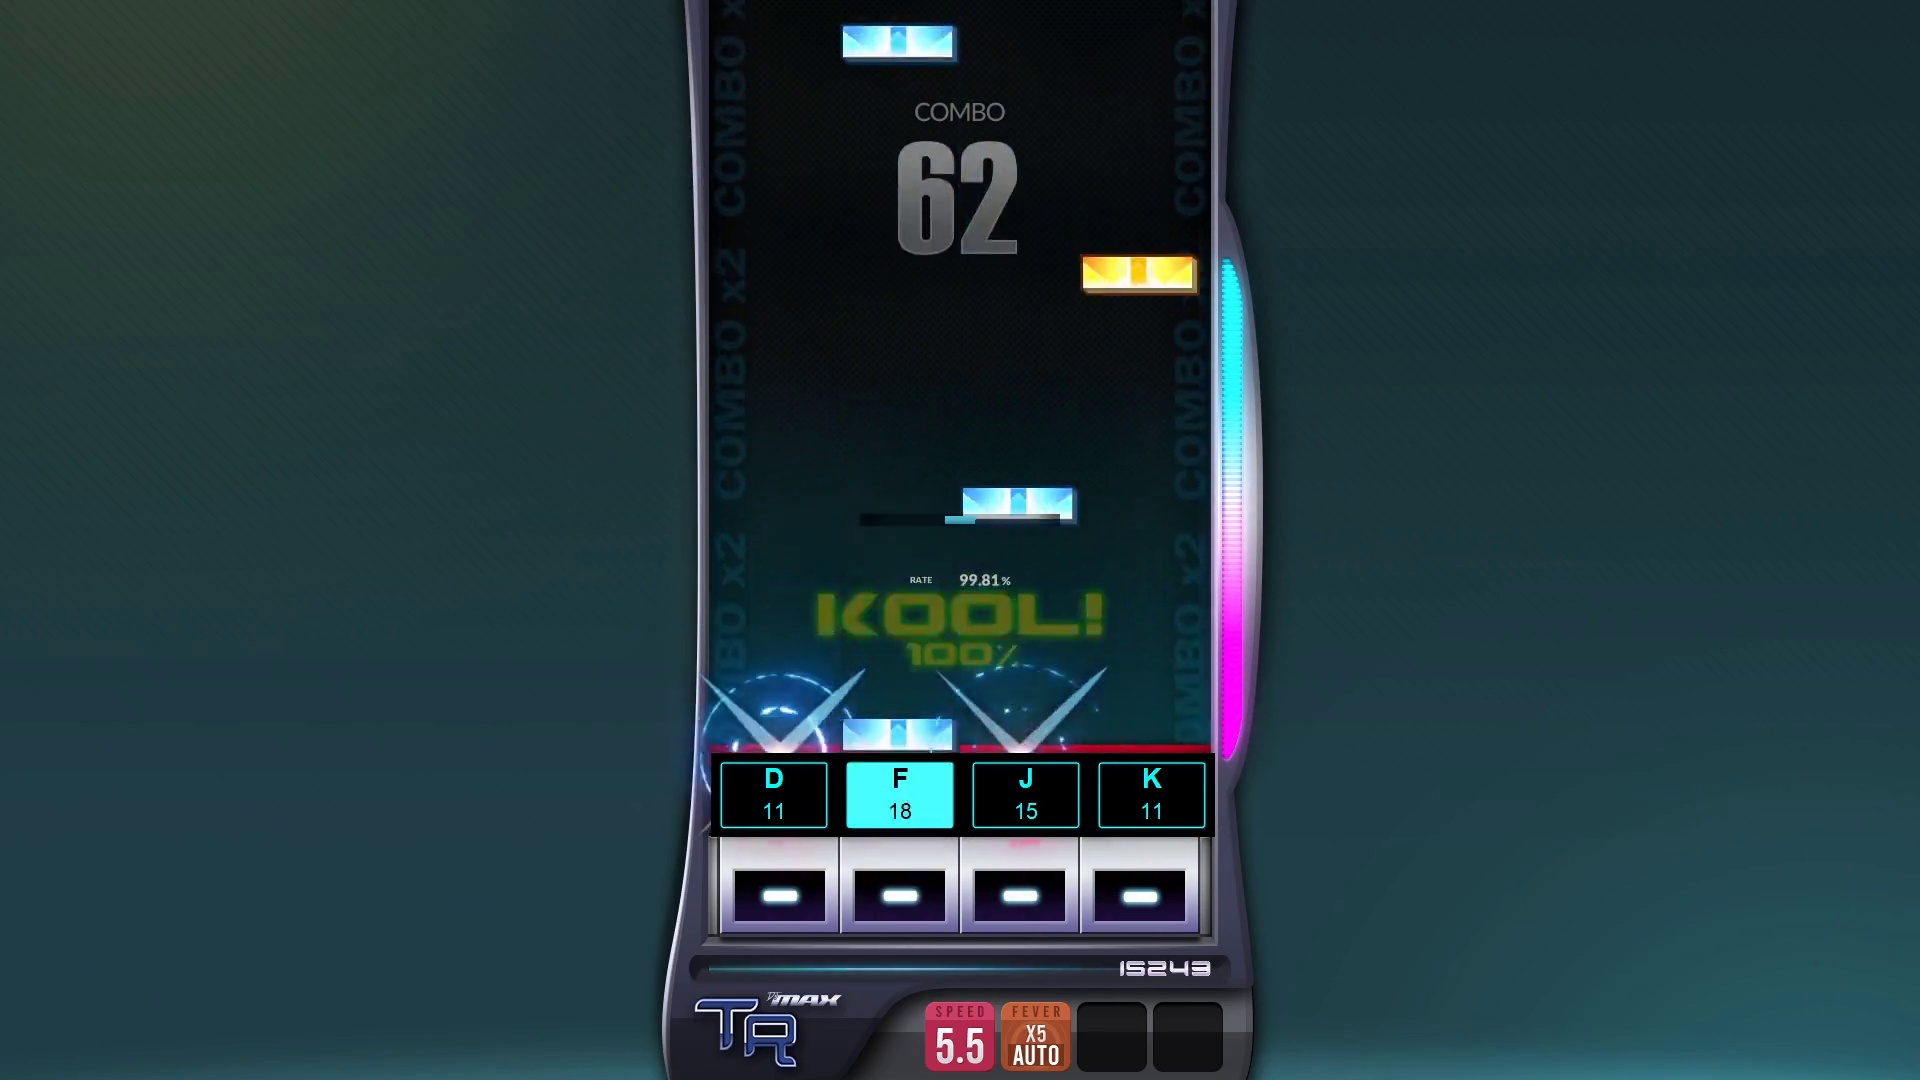 COMBO
62
COMBO x2
COMBO x2
COMBO x2
COMBO x2
RATE 99.81%
KOOL!
100%
D F J K
11 18 15 11
15243
DJMAX
TR
SPEED FEVER
5.5 X5
AUTO